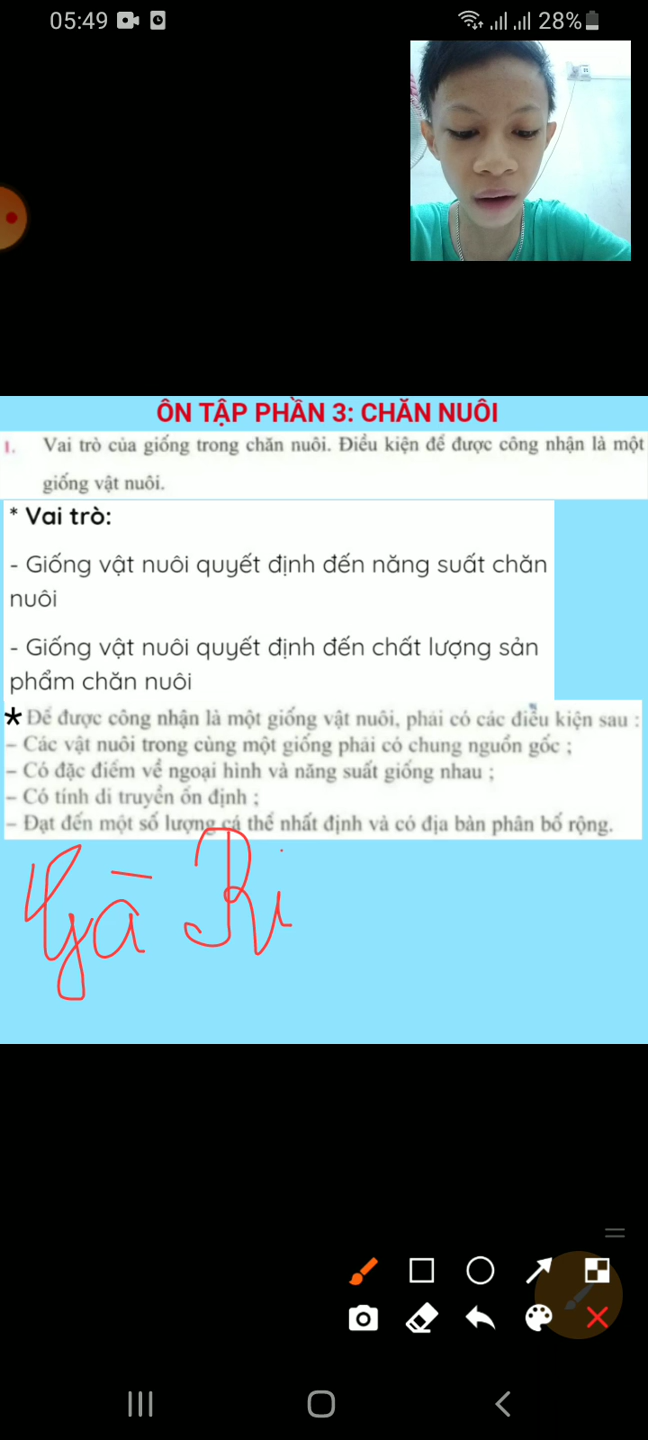 05:49
28%
ÔN TẬP PHẦN 3: CHĂN NUÔI
1. Vai trò của giống trong chăn nuôi. Điều kiện để được công nhận là một
giống vật nuôi.
* Vai trò:
- Giống vật nuôi quyết định đến năng suất chăn
nuôi
- Giống vật nuôi quyết định đến chất lượng sản
phẩm chăn nuôi
* Để được công nhận là một giống vật nuôi, phải có các điều kiện sau :
– Các vật nuôi trong cùng một giống phải có chung nguồn gốc ;
– Có đặc điểm về ngoại hình và năng suất giống nhau ;
– Có tính di truyền ổn định ;
– Đạt đến một số lượng cá thể nhất định và có địa bàn phân bố rộng.
Gà Ri